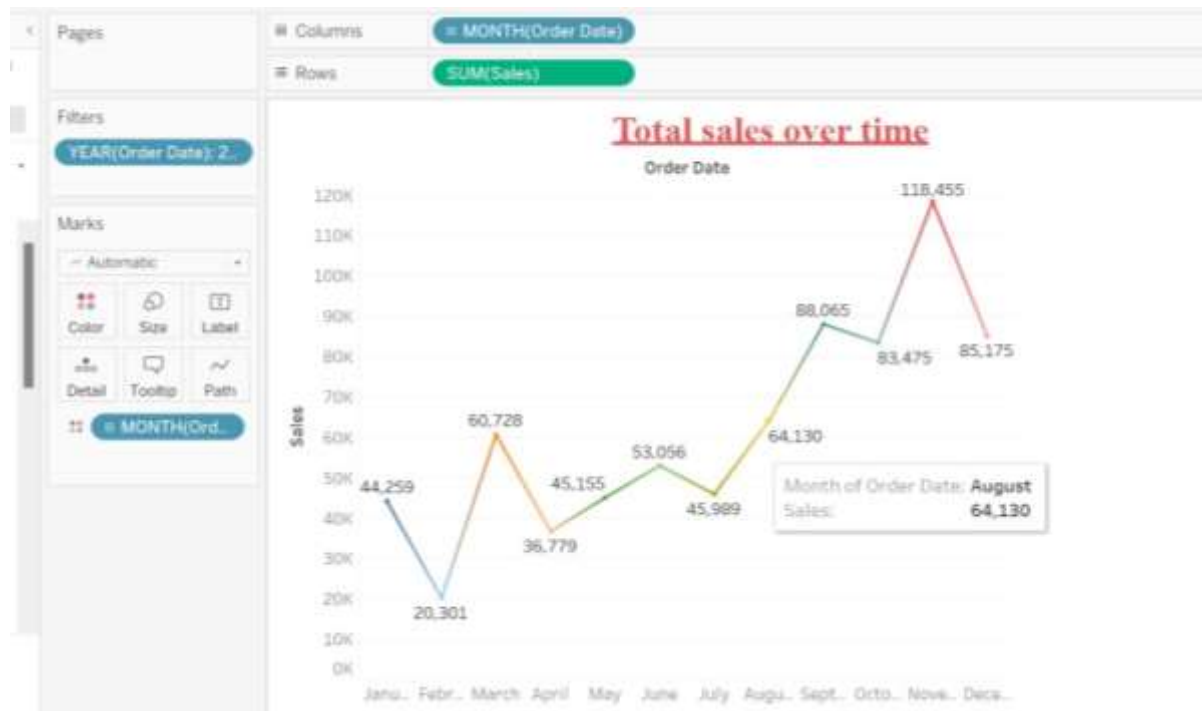 Pages
Columns
MONTH(Order Date)
Rows
SUM(Sales)
Filters
YEAR(Order Date): 2..
Marks
Automatic
Color
Size
Label
Detail
Tooltip
Path
MONTH(Ord..
Total sales over time
Order Date
Sales
120K
110K
100K
90K
80K
70K
60K
50K
40K
30K
20K
10K
0K
44,259
20,301
60,728
36,779
45,155
53,056
45,989
64,130
88,065
83,475
118,455
85,175
Month of Order Date: August
Sales: 64,130
Janu.. Febr.. March April May June July Augu.. Sept.. Octo.. Nove.. Dece..